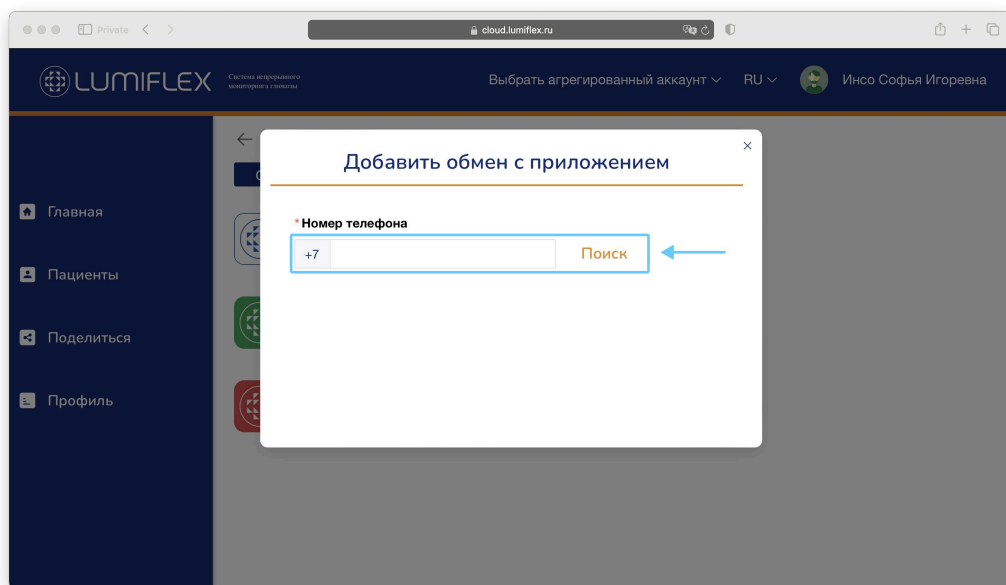 Private
cloud.lumiflex.ru
LUMIFLEX
Система непрерывного
мониторинга глюкозы
Выбрать агрегированный аккаунт
RU
Инсо Софья Игоревна
Главная
Пациенты
Поделиться
Профиль
Добавить обмен с приложением
×
*Номер телефона
+7
Поиск